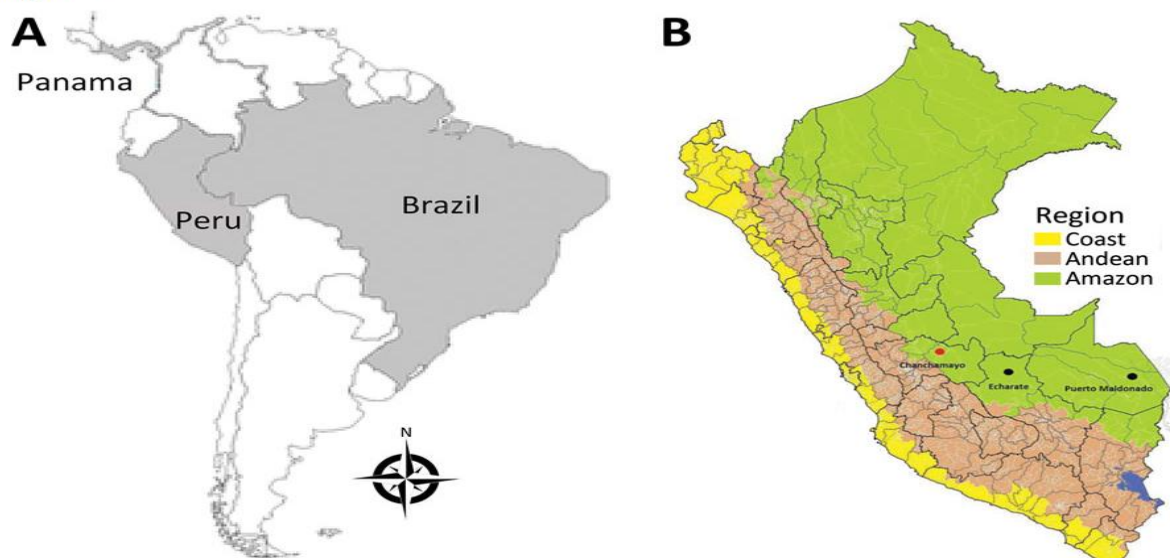 A
Panama
Peru
Brazil
N
B
Region
Coast
Andean
Amazon
Chanchamayo
Echarate
Puerto Maldonado